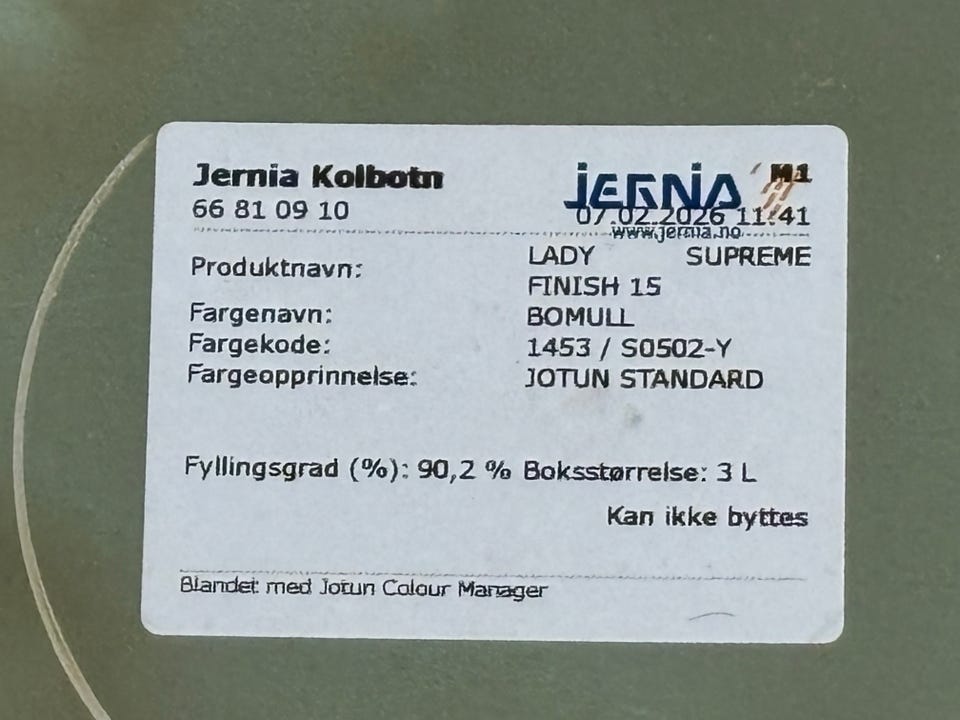 Jernia Kolbotn
JERNIA M1
66 81 09 10
07.02.2026 11:41
www.jernia.no
Produktnavn: LADY SUPREME
FINISH 15
Fargenavn: BOMULL
Fargekode: 1453 / S0502-Y
Fargeopprinnelse: JOTUN STANDARD
Fyllingsgrad (%): 90,2 % Boksstørrelse: 3 L
Kan ikke byttes
Blandet med Jotun Colour Manager